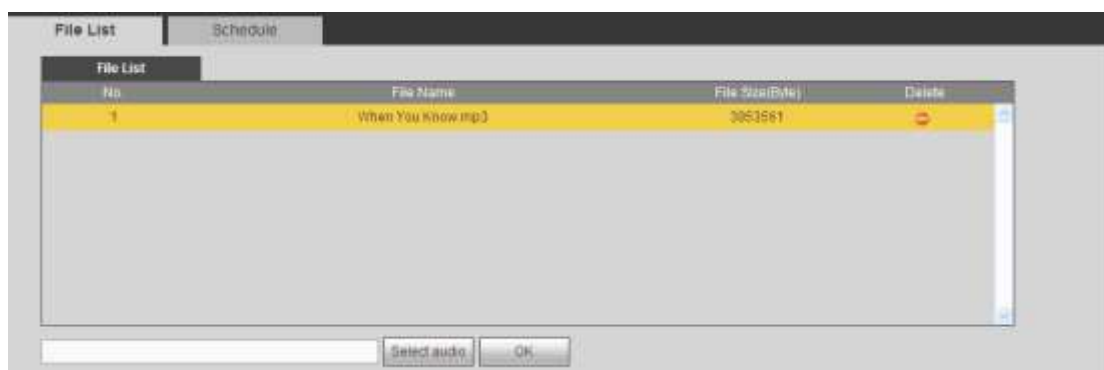 File List Schedule
File List
No. File Name File Size(Byte) Delete
1 When You Know.mp3 3953561
Select audio OK